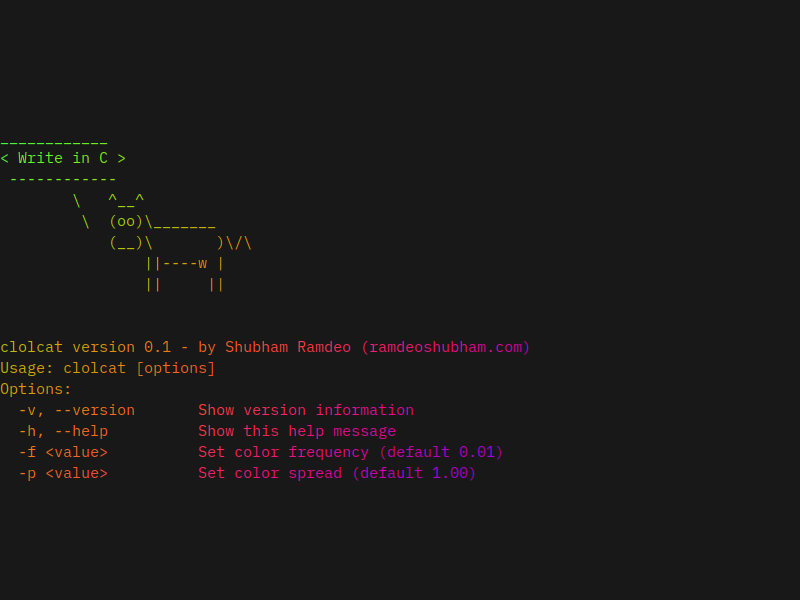 ____________
< Write in C >
 ------------
        \   ^__^
         \  (oo)\_______
            (__)\       )\/\
                ||----w |
                ||     ||
clolcat version 0.1 - by Shubham Ramdeo (ramdeoshubham.com)
Usage: clolcat [options]
Options:
  -v, --version       Show version information
  -h, --help          Show this help message
  -f <value>          Set color frequency (default 0.01)
  -p <value>          Set color spread (default 1.00)